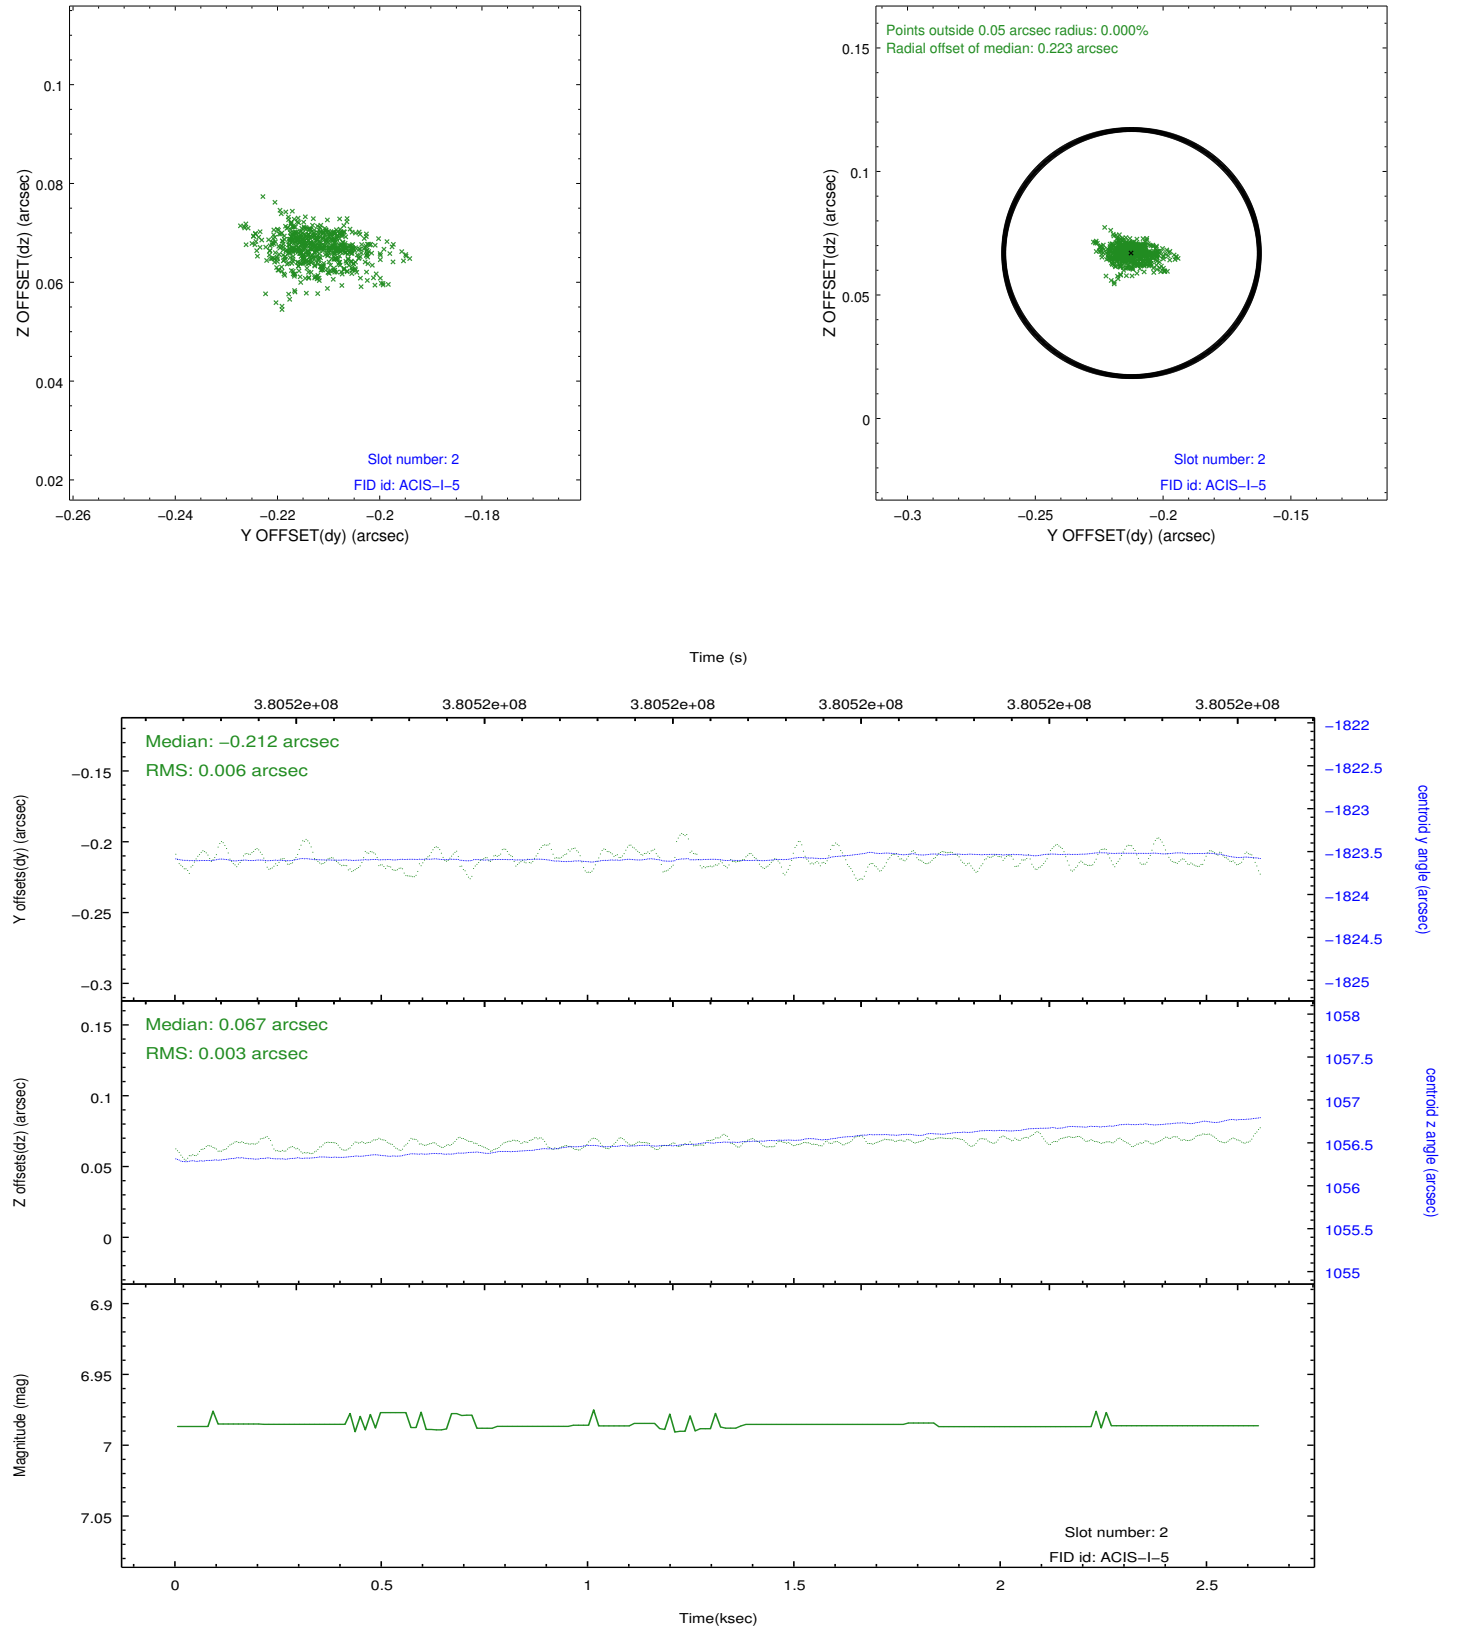 0.1
0.08
0.06
0.04
0.02
Z OFFSET(dz) (arcsec)
Slot number: 2
FID id: ACIS−I−5
−0.26 −0.24 −0.22 −0.2 −0.18
Y OFFSET(dy) (arcsec)
Points outside 0.05 arcsec radius: 0.000%
Radial offset of median: 0.223 arcsec
0.15
0.1
0.05
0
Z OFFSET(dz) (arcsec)
Slot number: 2
FID id: ACIS−I−5
−0.3 −0.25 −0.2 −0.15
Y OFFSET(dy) (arcsec)
Time (s)
3.8052e+08 3.8052e+08 3.8052e+08 3.8052e+08 3.8052e+08 3.8052e+08
Median: −0.212 arcsec
RMS: 0.006 arcsec
−0.15
−0.2
−0.25
−0.3
Y offsets(dy) (arcsec)
−1822
−1822.5
−1823
−1823.5
−1824
−1824.5
−1825
centroid y angle (arcsec)
Median: 0.067 arcsec
RMS: 0.003 arcsec
0.15
0.1
0.05
0
Z offsets(dz) (arcsec)
1058
1057.5
1057
1056.5
1056
1055.5
1055
centroid z angle (arcsec)
6.9
6.95
7
7.05
Magnitude (mag)
Slot number: 2
FID id: ACIS−I−5
0 0.5 1 1.5 2 2.5
Time(ksec)